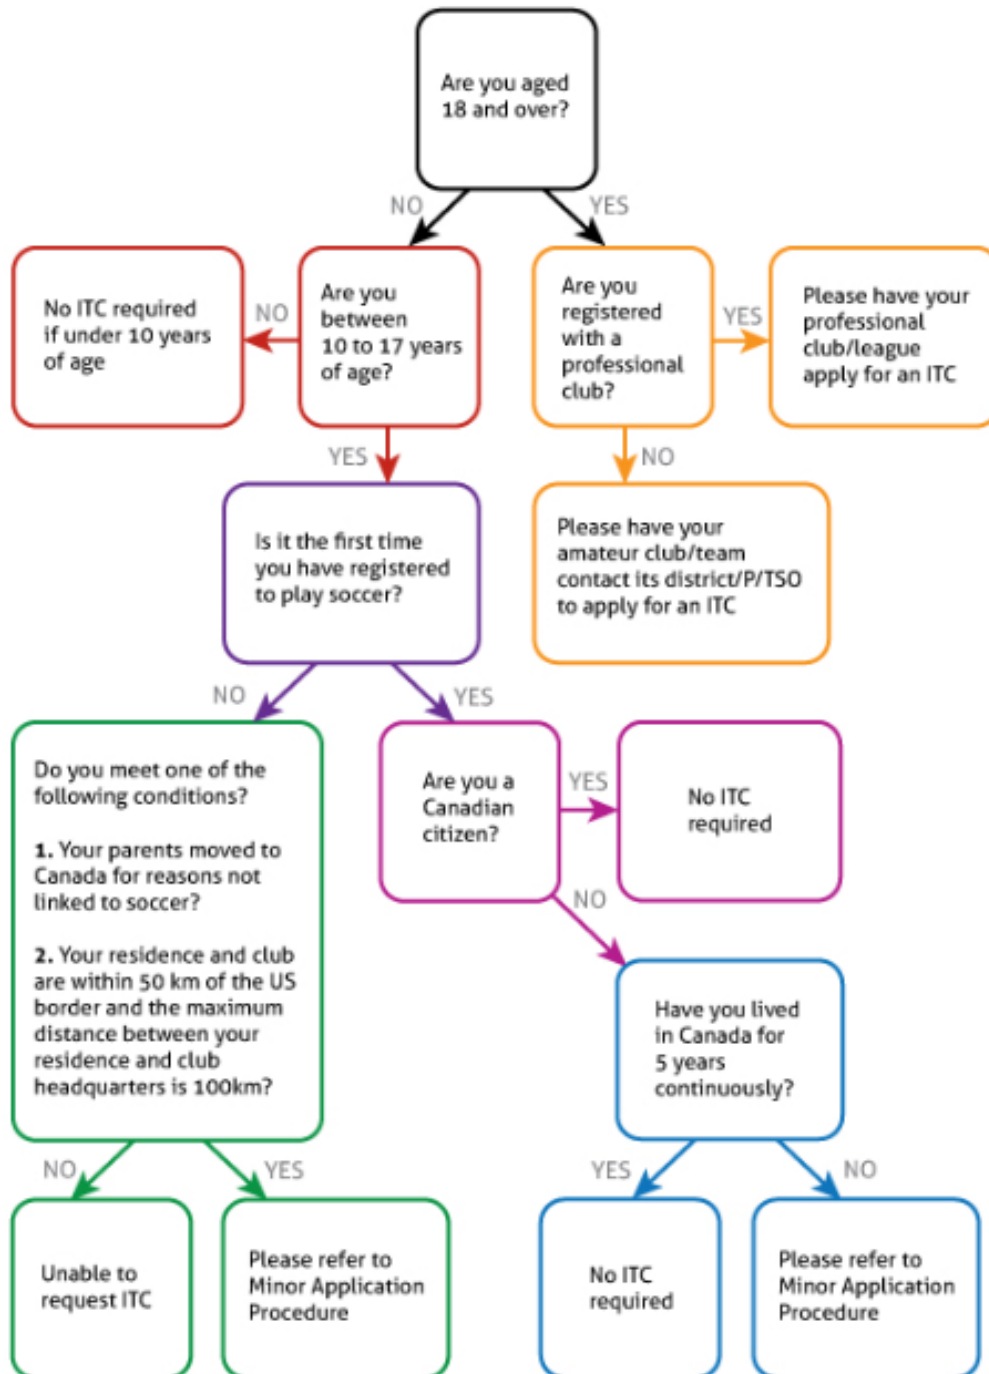 Are you aged
18 and over?
NO
YES
No ITC required
if under 10 years
of age
NO
Are you
between
10 to 17 years
of age?
Are you
registered
with a
professional
club?
YES
Please have your
professional
club/league
apply for an ITC
YES
NO
Is it the first time
you have registered
to play soccer?
Please have your
amateur club/team
contact its district/P/TSO
to apply for an ITC
NO
YES
Do you meet one of the
following conditions?
1. Your parents moved to
Canada for reasons not
linked to soccer?
2. Your residence and club
are within 50 km of the US
border and the maximum
distance between your
residence and club
headquarters is 100km?
Are you a
Canadian
citizen?
YES
No ITC
required
NO
Have you lived
in Canada for
5 years
continuously?
NO
YES
YES
NO
Unable to
request ITC
Please refer to
Minor Application
Procedure
No ITC
required
Please refer to
Minor Application
Procedure